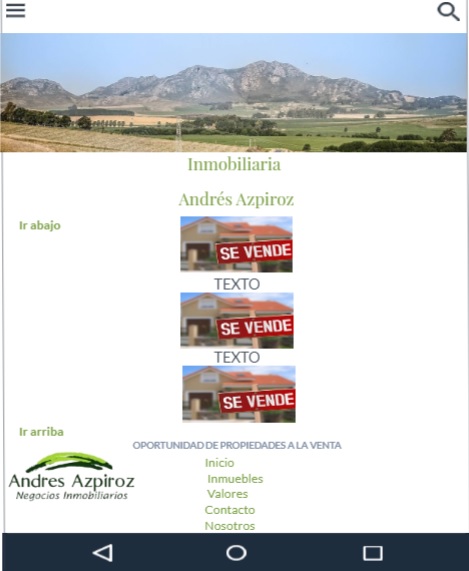 Inmobiliaria
Andrés Azpiroz
Ir abajo
SE VENDE
TEXTO
SE VENDE
TEXTO
SE VENDE
Ir arriba
OPORTUNIDAD DE PROPIEDADES A LA VENTA
Andres Azpiroz
Negocios Inmobiliarios
Inicio
Inmuebles
Valores
Contacto
Nosotros